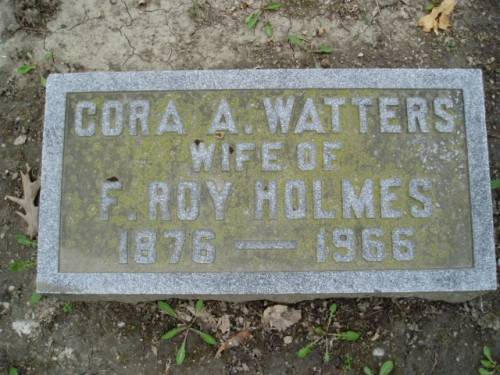 CORA A. WATTERS
WIFE OF
F. ROY HOLMES
1876 — 1966